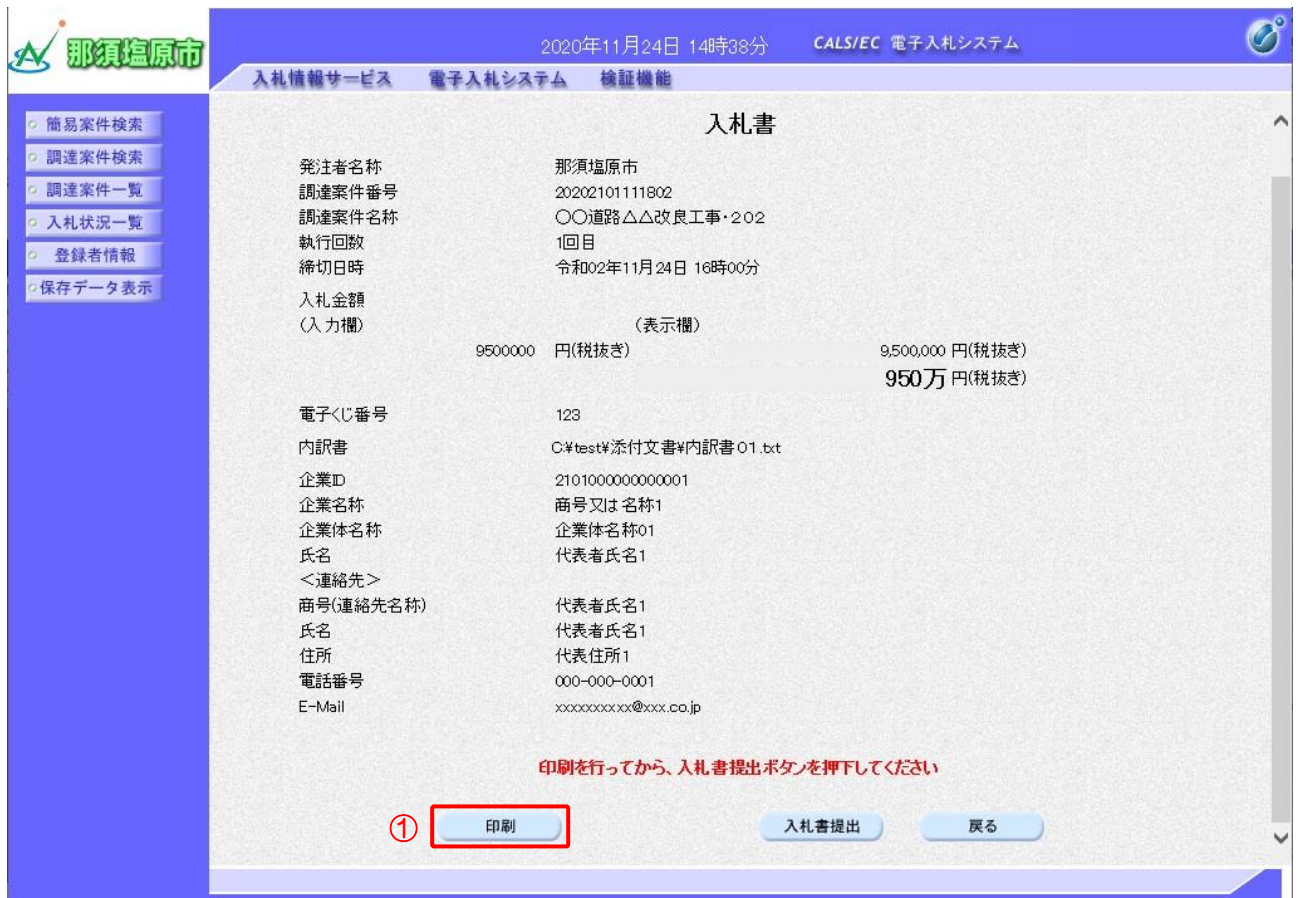 那須塩原市
2020年11月24日 14時38分 CALS/EC 電子入札システム
入札情報サービス 電子入札システム 検証機能
簡易案件検索
調達案件検索
調達案件一覧
入札状況一覧
登録者情報
保存データ表示
入札書
発注者名称 那須塩原市
調達案件番号 20202101111802
調達案件名称 〇〇道路△△改良工事・202
執行回数 1回目
締切日時 令和02年11月24日 16時00分
入札金額
(入力欄) (表示欄)
9500000 円(税抜き) 9,500,000 円(税抜き)
950万 円(税抜き)
電子くじ番号 123
内訳書 C:¥test¥添付文書¥内訳書01.txt
企業ID 2101000000000001
企業名称 商号又は名称1
企業体名称 企業体名称01
氏名 代表者氏名1
<連絡先>
商号(連絡先名称) 代表者氏名1
氏名 代表者氏名1
住所 代表住所1
電話番号 000-000-0001
E-Mail xxxxxxxxxx@xxx.co.jp
印刷を行ってから、入札書提出ボタンを押下してください
① 印刷 入札書提出 戻る